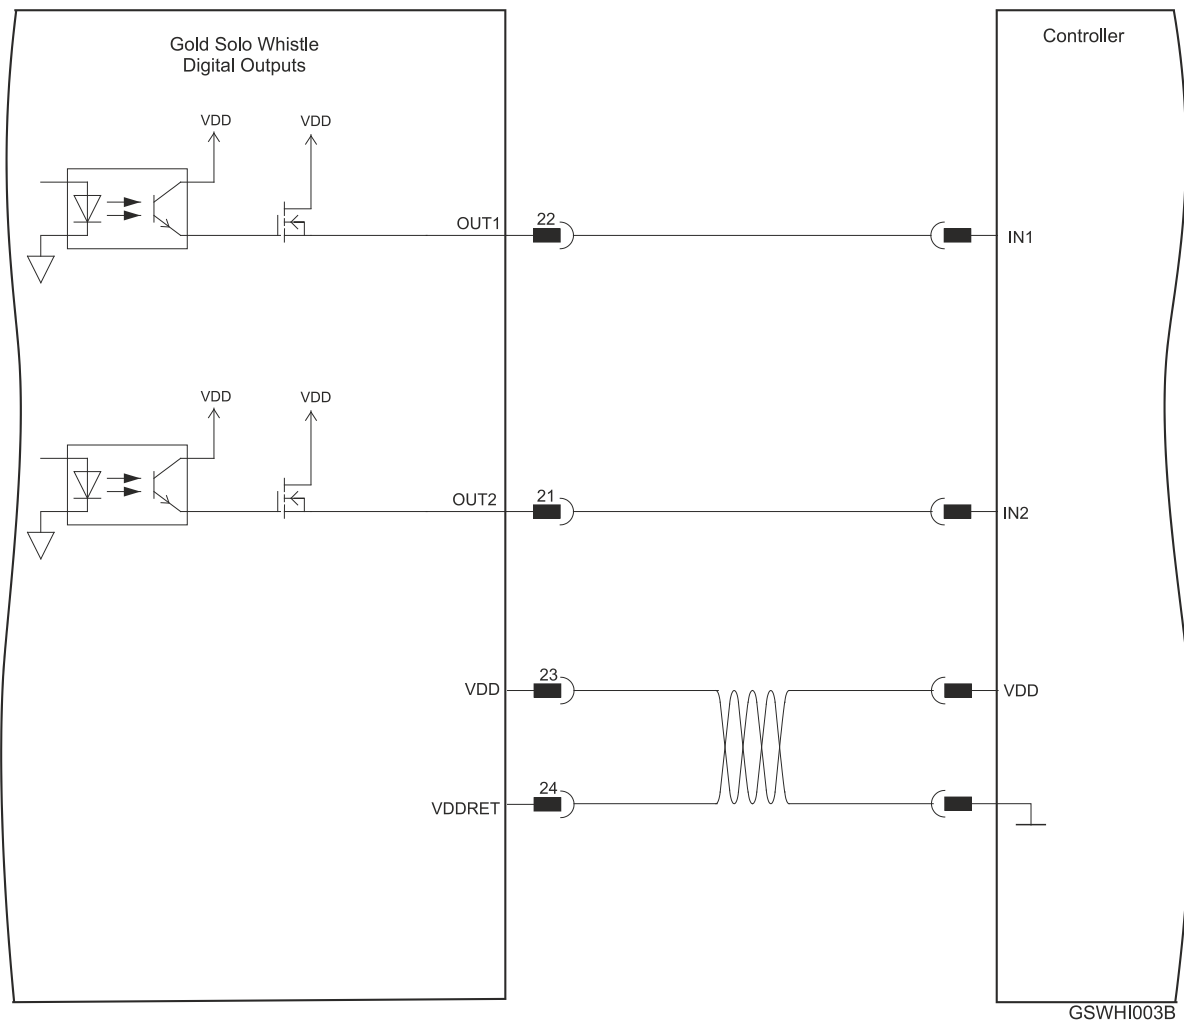 Gold Solo Whistle
Digital Outputs
Controller
VDD
VDD
OUT1
22
IN1
VDD
VDD
OUT2
21
IN2
VDD
23
VDD
VDDRET
24
GSWHI003B